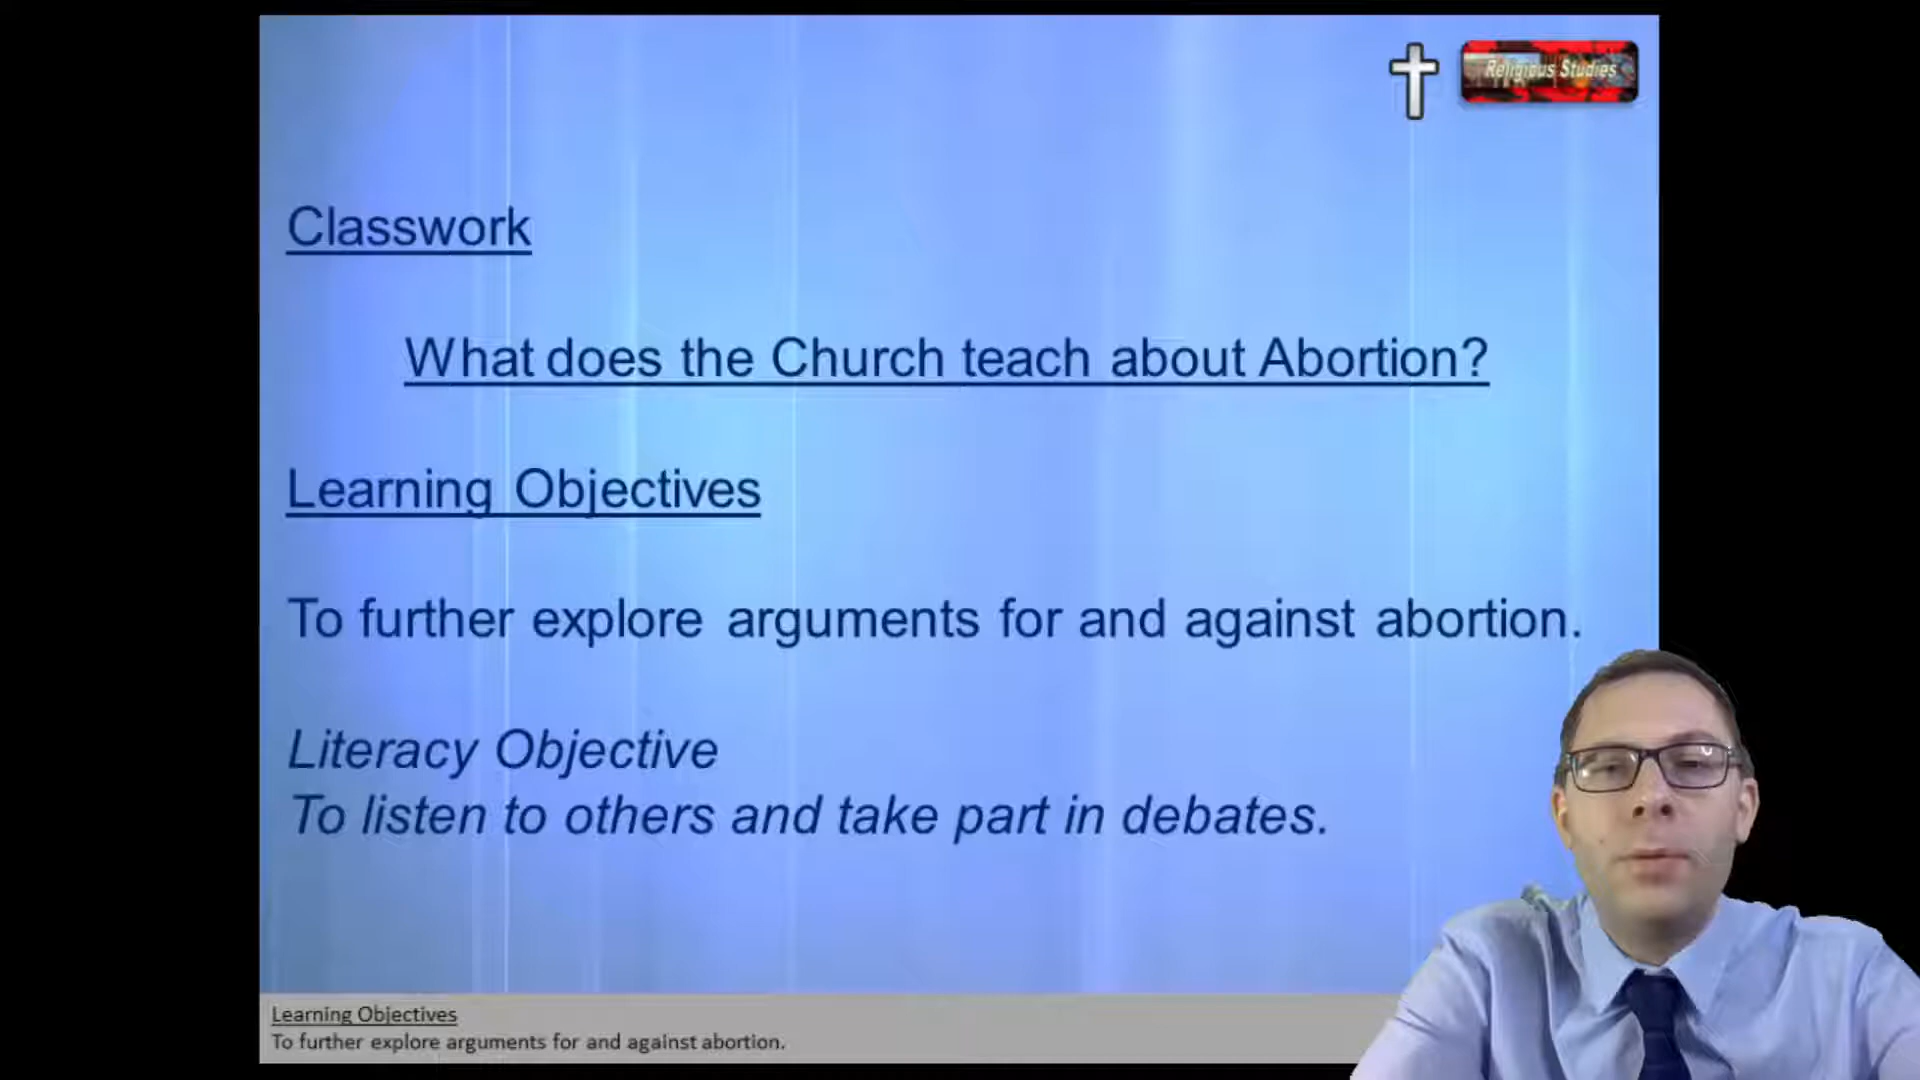 Religious Studies
Classwork
What does the Church teach about Abortion?
Learning Objectives
To further explore arguments for and against abortion.
Literacy Objective
To listen to others and take part in debates.
Learning Objectives
To further explore arguments for and against abortion.